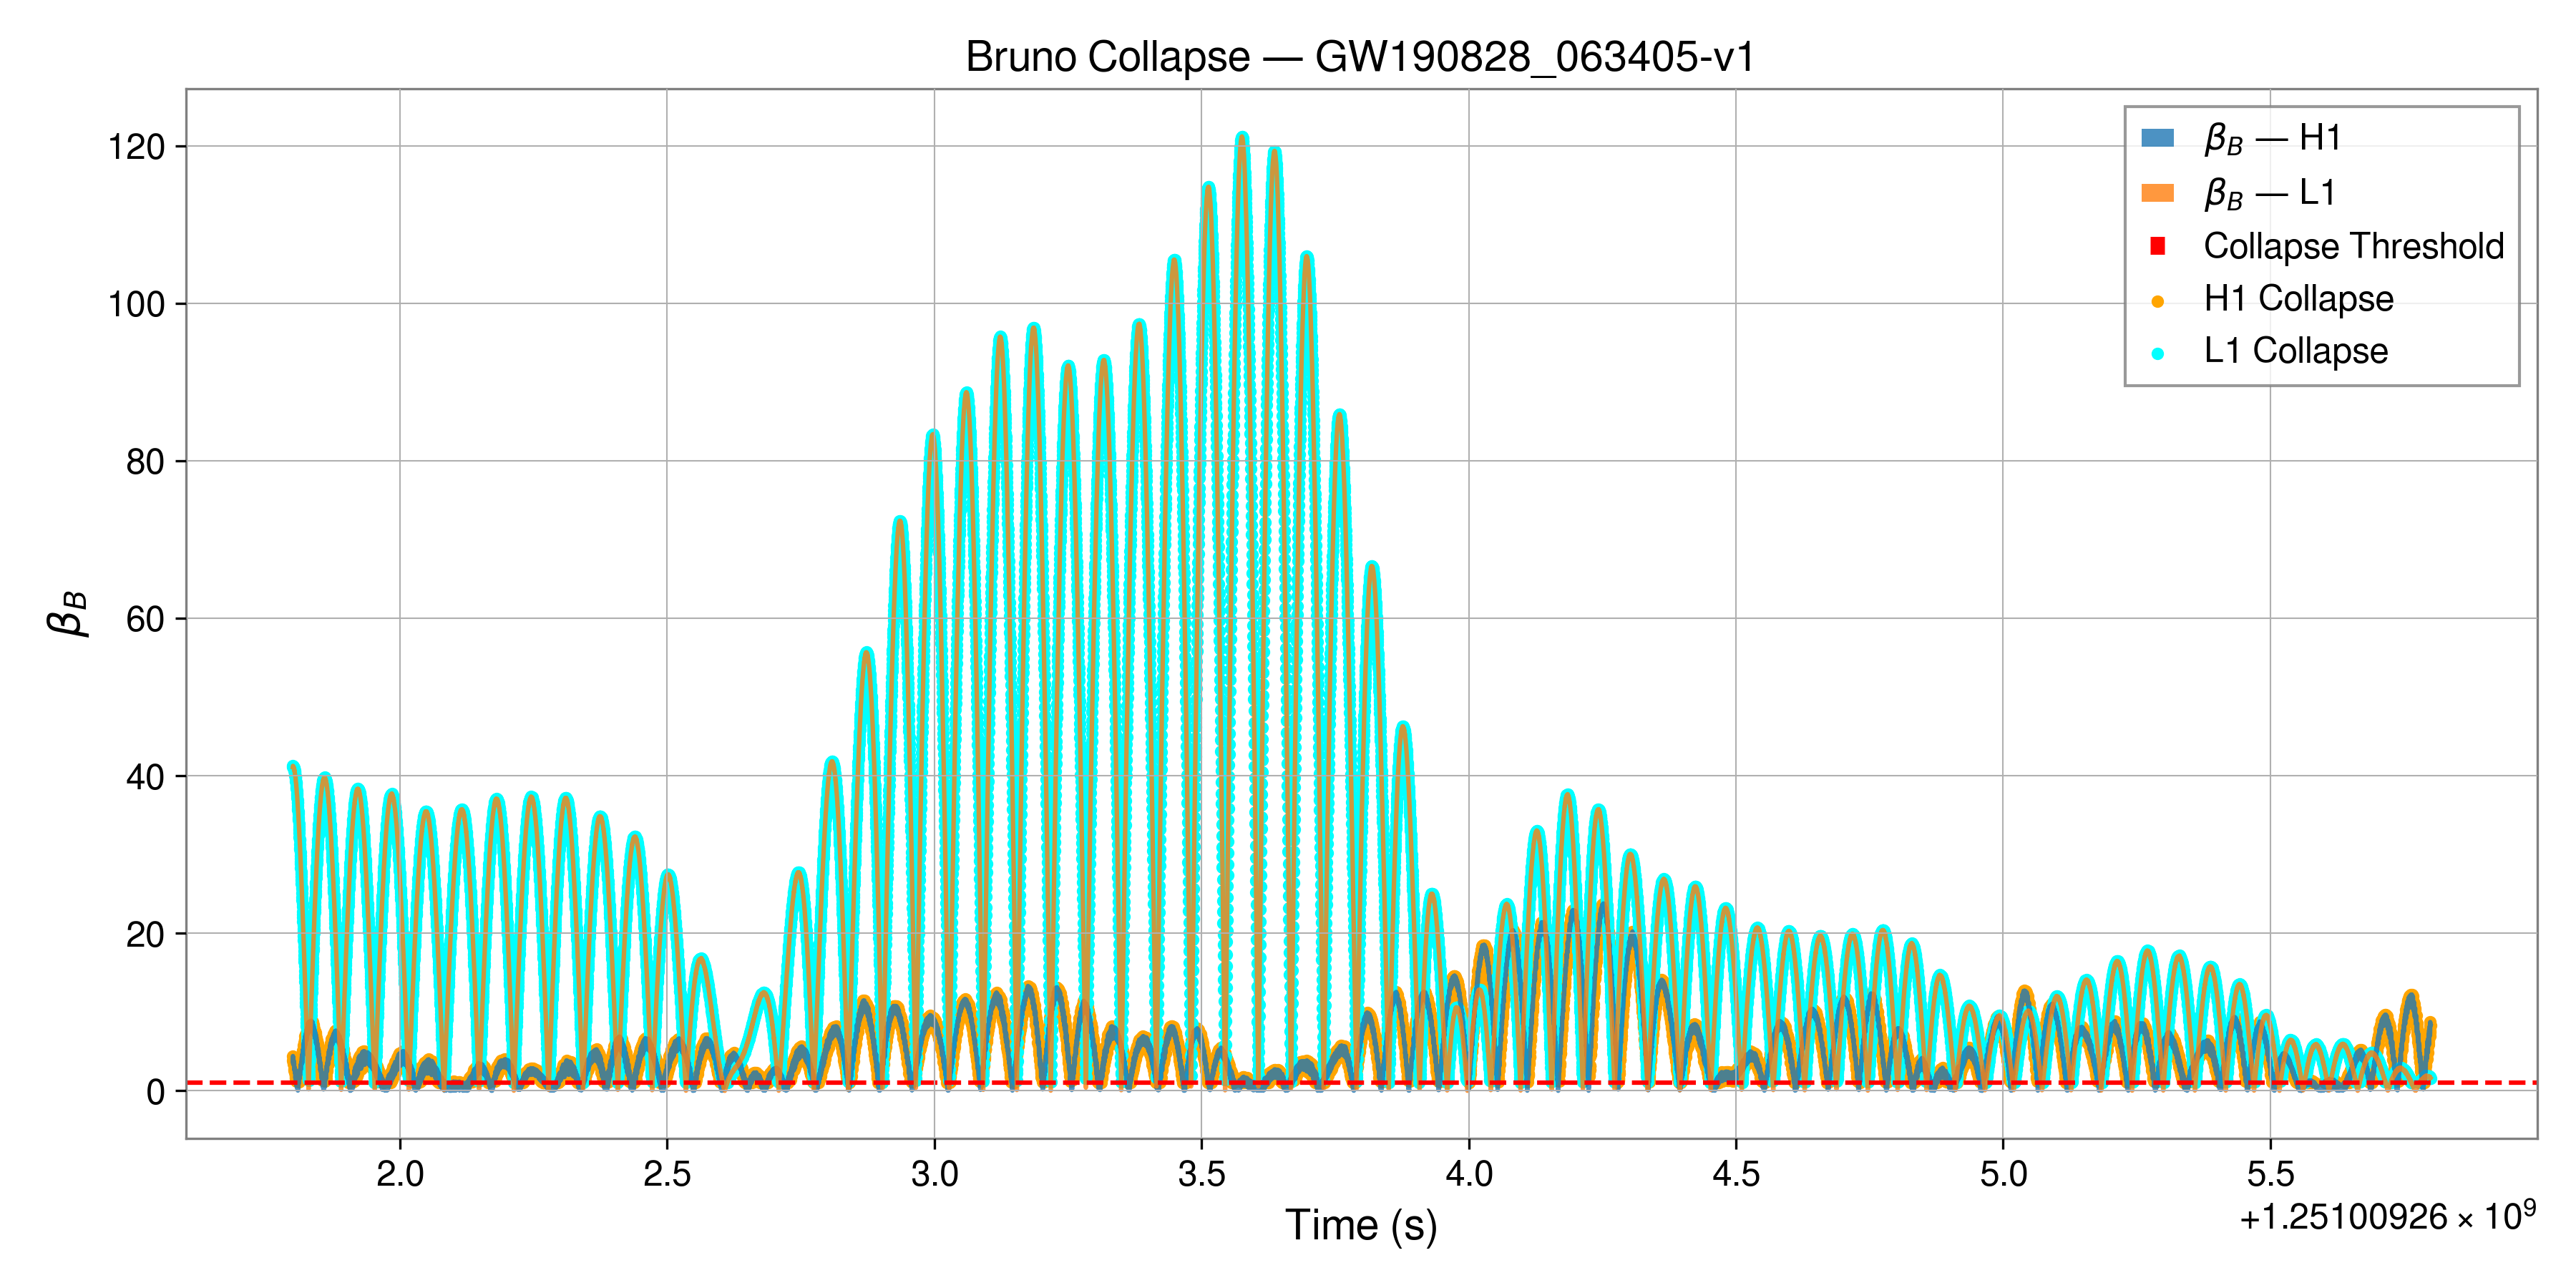 Bruno Collapse — GW190828_063405-v1
β_B — H1
β_B — L1
Collapse Threshold
H1 Collapse
L1 Collapse
120
100
80
60
40
20
0
β_B
2.0 2.5 3.0 3.5 4.0 4.5 5.0 5.5
+1.25100926 × 10⁹
Time (s)